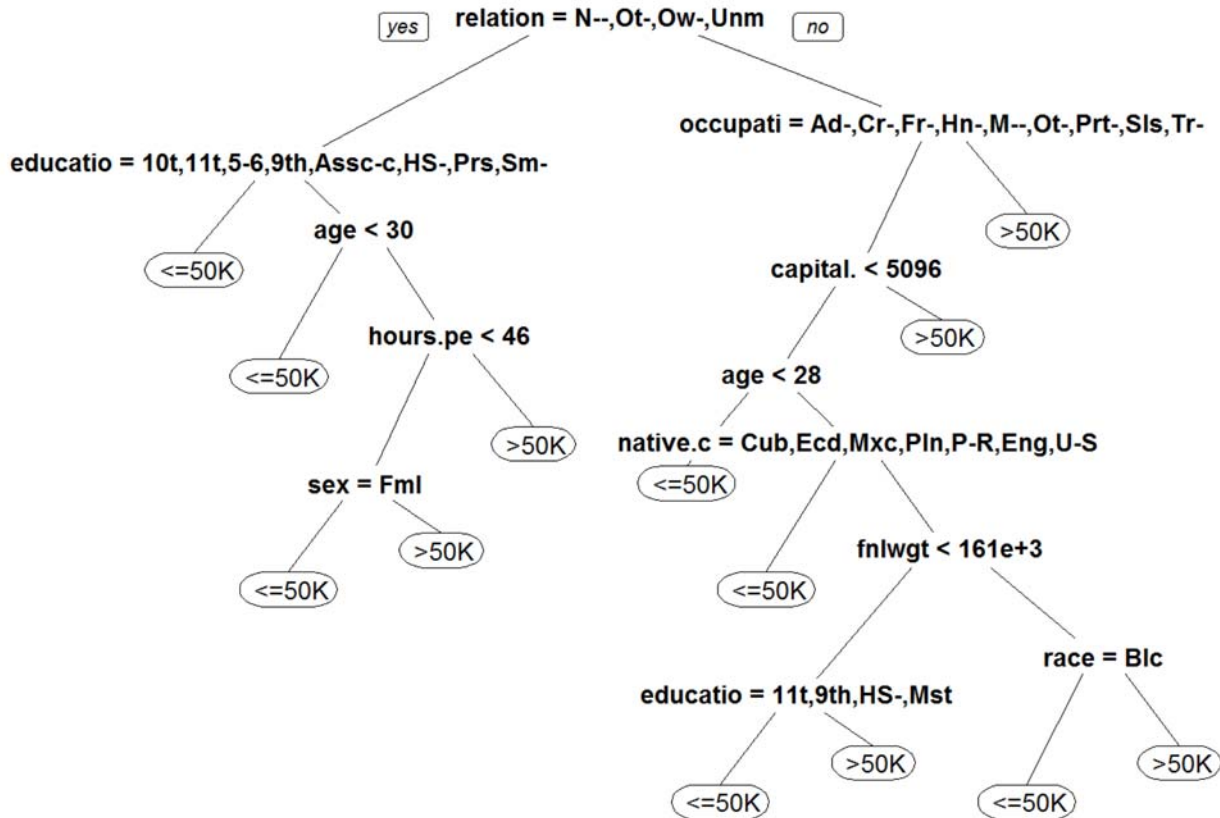 relation = N--,Ot-,Ow-,Unm
yes
no
occupati = Ad-,Cr-,Fr-,Hn-,M--,Ot-,Prt-,Sls,Tr-
educatio = 10t,11t,5-6,9th,Assc-c,HS-,Prs,Sm-
age < 30
>50K
<=50K
capital. < 5096
hours.pe < 46
>50K
<=50K
age < 28
>50K
native.c = Cub,Ecd,Mxc,Pln,P-R,Eng,U-S
<=50K
sex = Fml
>50K
fnlwgt < 161e+3
<=50K
<=50K
race = Blc
educatio = 11t,9th,HS-,Mst
>50K
>50K
<=50K
<=50K